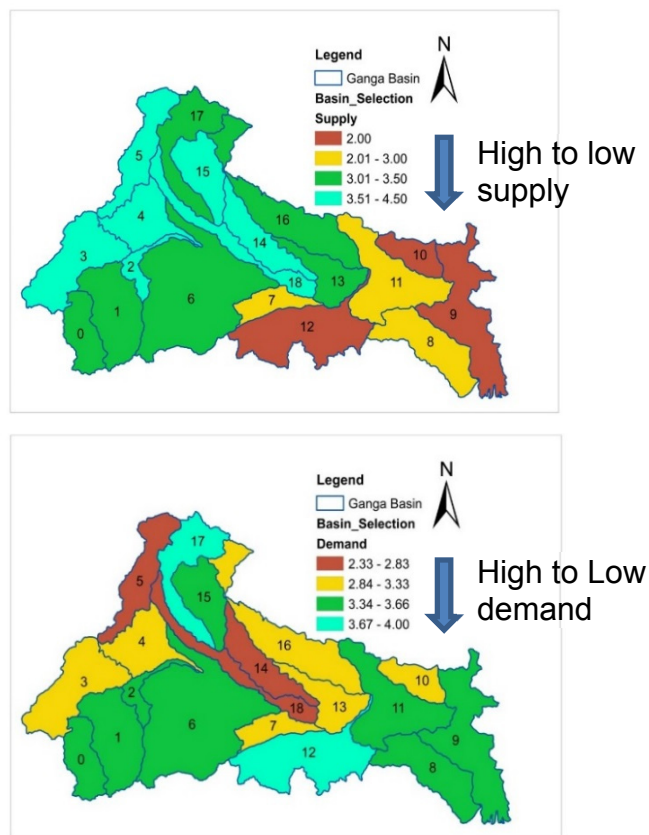 N
Legend
Ganga Basin
Basin_Selection
Supply
2.00
2.01 - 3.00
3.01 - 3.50
3.51 - 4.50
High to low
supply
17
5
15
4
16
3
14
2
10
11
18
13
1
6
7
9
0
12
8
N
Legend
Ganga Basin
Basin_Selection
Demand
2.33 - 2.83
2.84 - 3.33
3.34 - 3.66
3.67 - 4.00
High to Low
demand
17
5
15
4
16
14
3
10
2
13
18
11
6
7
1
9
12
0
8